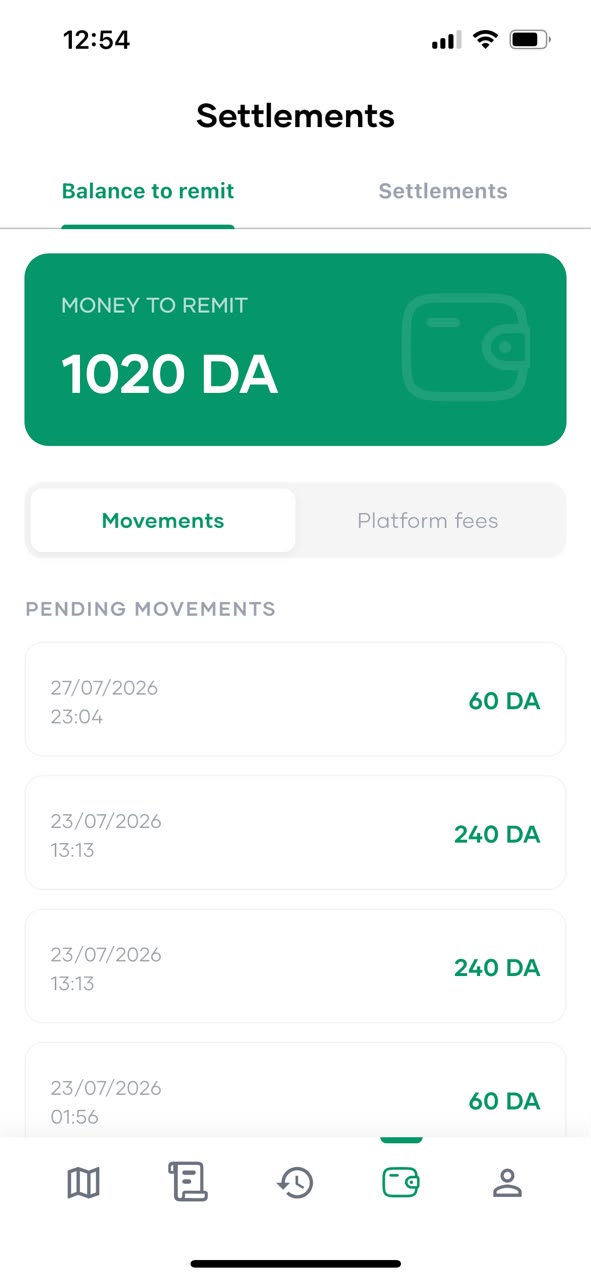 12:54
Settlements
Balance to remit
Settlements
MONEY TO REMIT
1020 DA
Movements
Platform fees
PENDING MOVEMENTS
27/07/2026
23:04
60 DA
23/07/2026
13:13
240 DA
23/07/2026
13:13
240 DA
23/07/2026
01:56
60 DA